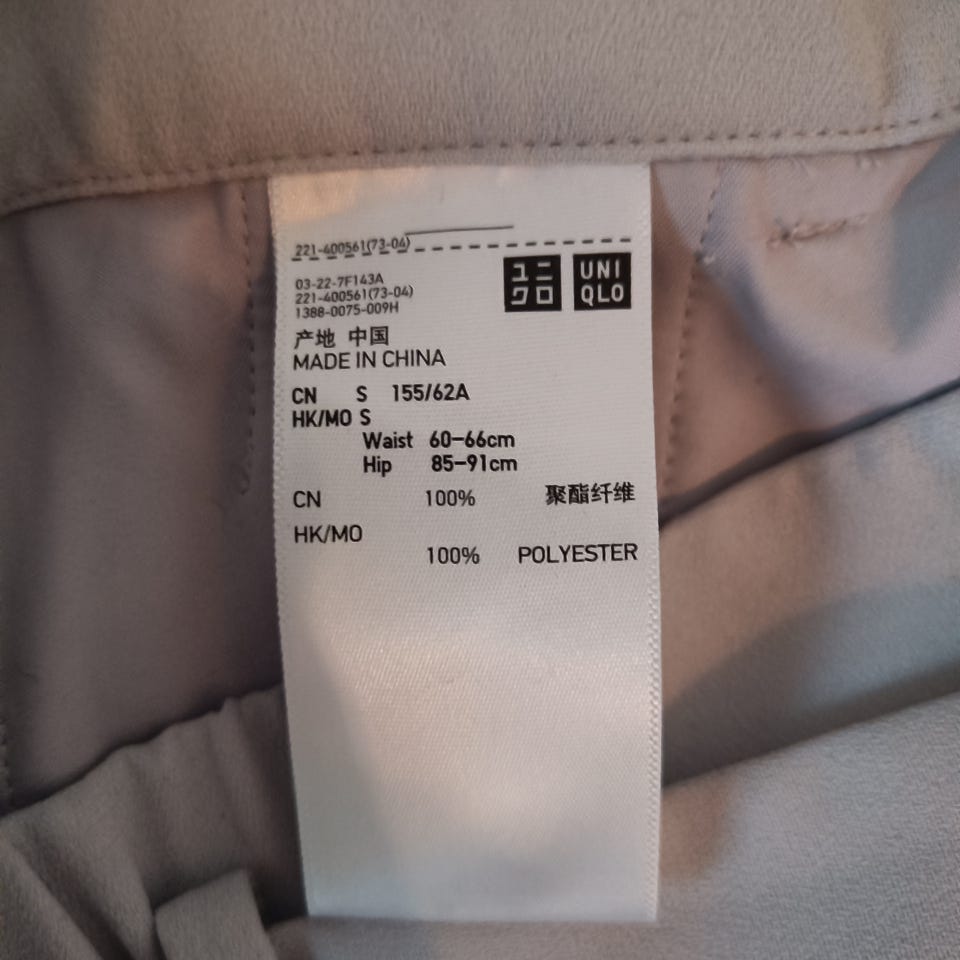 221-400561(73-04)
ユニ
クロ
UNI
QLO
03-22-7F143A
221-400561(73-04)
1388-0075-009H
产地 中国
MADE IN CHINA
CN S 155/62A
HK/MO S
Waist 60-66cm
Hip 85-91cm
CN 100% 聚酯纤维
HK/MO
100% POLYESTER